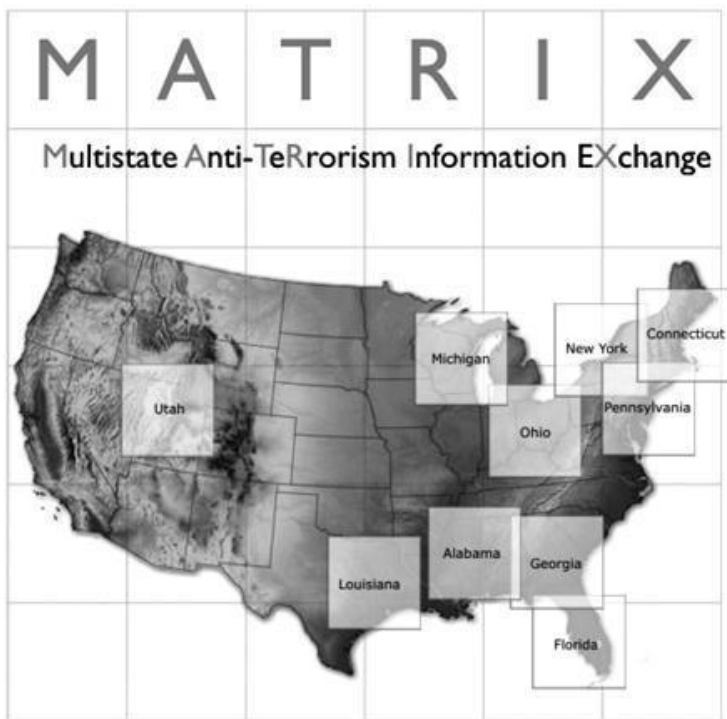 MATRIX
Multistate Anti-TeRrorism Information EXchange
Connecticut
New York
Michigan
Utah
Pennsylvania
Ohio
Alabama
Georgia
Louisiana
Florida